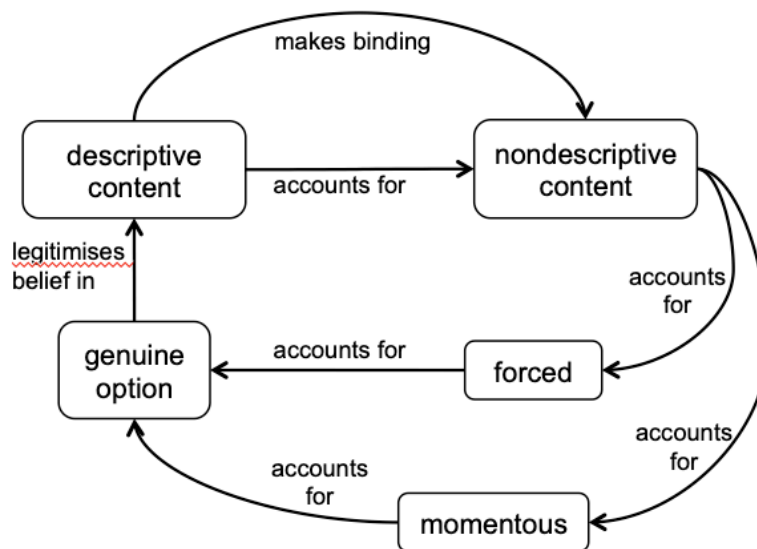 makes binding
descriptive
content
accounts for
nondescriptive
content
legitimises
belief in
accounts
for
genuine
option
accounts for
forced
accounts
for
accounts
for
momentous